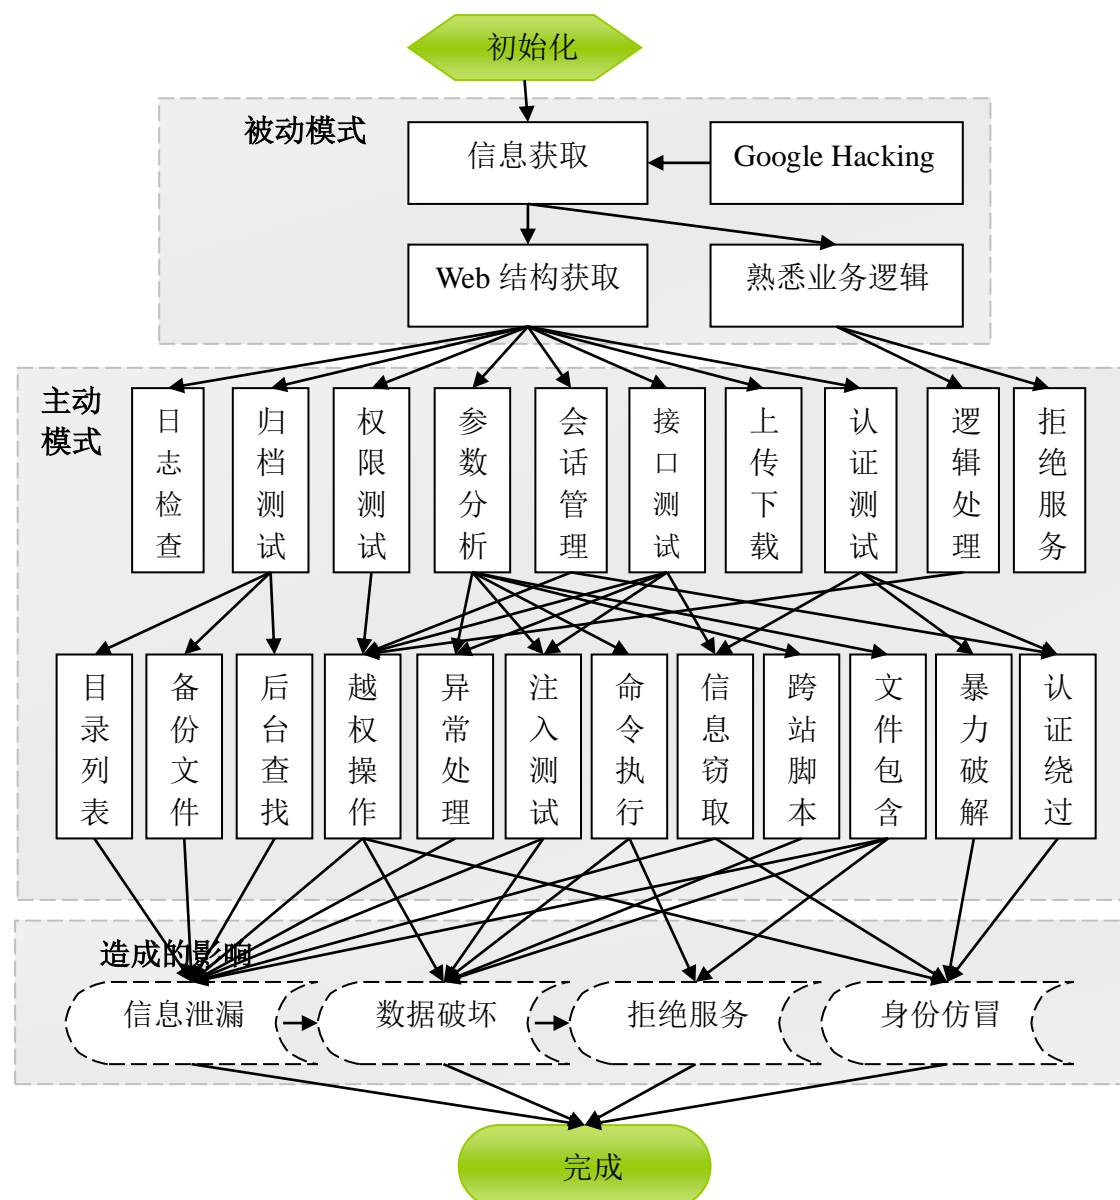 初始化
被动模式
信息获取
Google Hacking
Web 结构获取
熟悉业务逻辑
主动
模式
日志检查
归档测试
权限测试
参数分析
会话管理
接口测试
上传下载
认证测试
逻辑处理
拒绝服务
目录列表
备份文件
后台查找
越权操作
异常处理
注入测试
命令执行
信息窃取
跨站脚本
文件包含
暴力破解
认证绕过
造成的影响
信息泄漏
数据破坏
拒绝服务
身份仿冒
完成